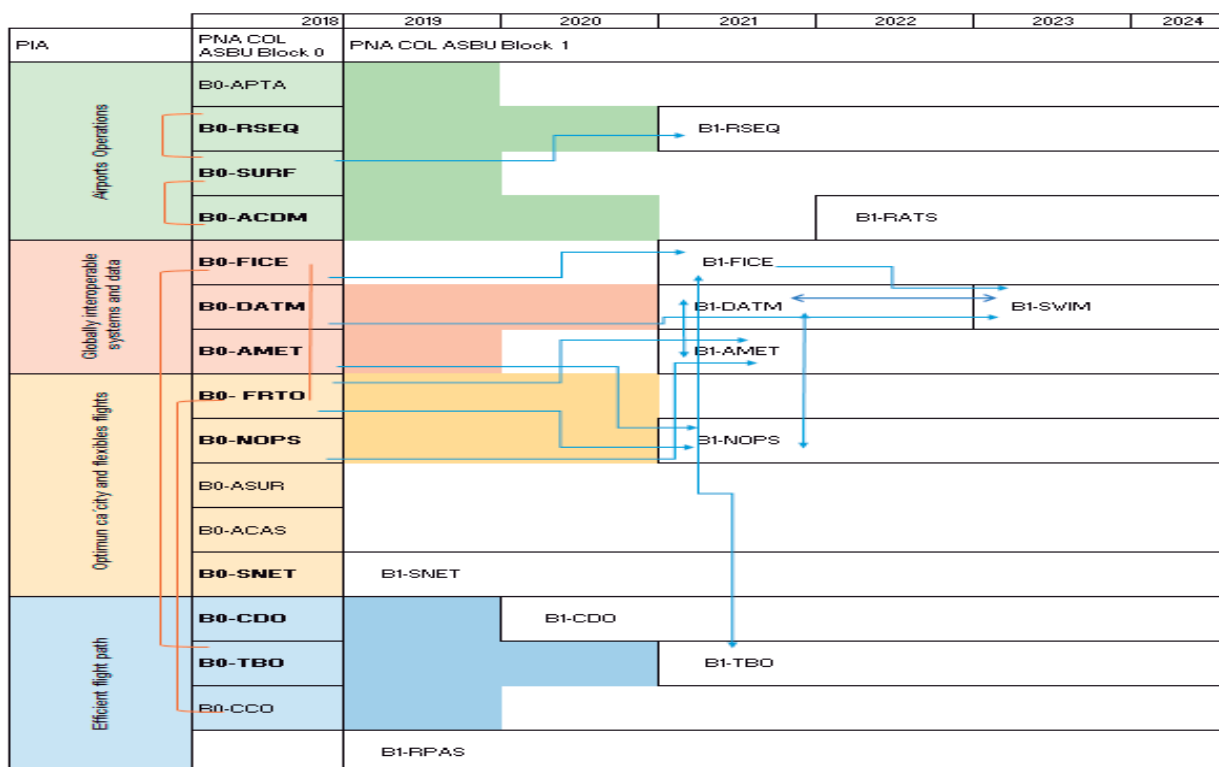 2018 2019 2020 2021 2022 2023 2024
PIA
PNA COL
ASBU Block 0
PNA COL ASBU Block 1
Airports Operations
B0-APTA
B0-RSEQ
B1-RSEQ
B0-SURF
B0-ACDM
B1-RATS
Globally interoperable
systems and data
B0-FICE
B1-FICE
B0-DATM
B1-DATM
B1-SWIM
B0-AMET
B1-AMET
Optimun ca'city and flexibles flights
B0- FRTO
B0-NOPS
B1-NOPS
B0-ASUR
B0-ACAS
B0-SNET
B1-SNET
Efficient flight path
B0-CDO
B1-CDO
B0-TBO
B1-TBO
B0-CCO
B1-RPAS